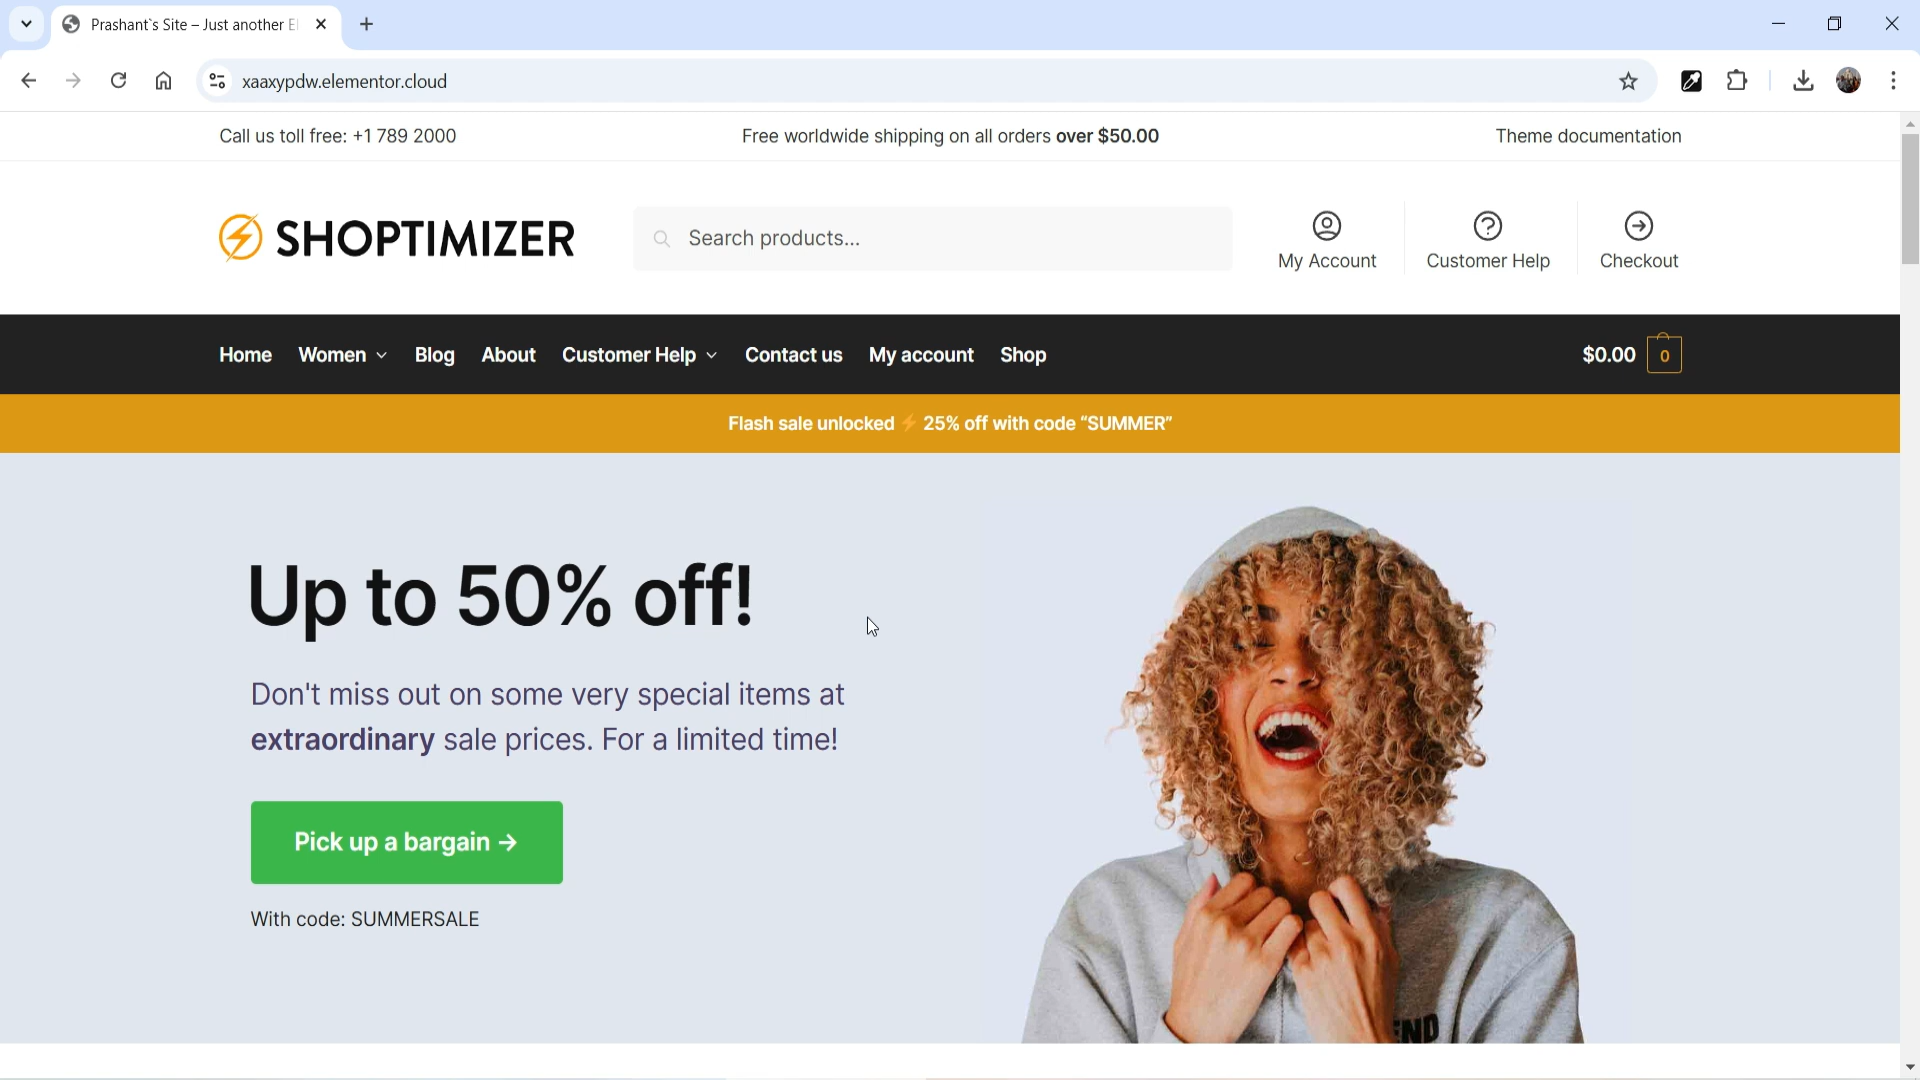 Prashant`s Site – Just another El
xaaxypdw.elementor.cloud
Call us toll free: +1 789 2000
Free worldwide shipping on all orders over $50.00
Theme documentation
SHOPTIMIZER
Search products...
My Account
Customer Help
Checkout
Home Women Blog About Customer Help Contact us My account Shop
$0.00 0
Flash sale unlocked ⚡ 25% off with code “SUMMER”
Up to 50% off!
Don't miss out on some very special items at
extraordinary sale prices. For a limited time!
Pick up a bargain →
With code: SUMMERSALE
END